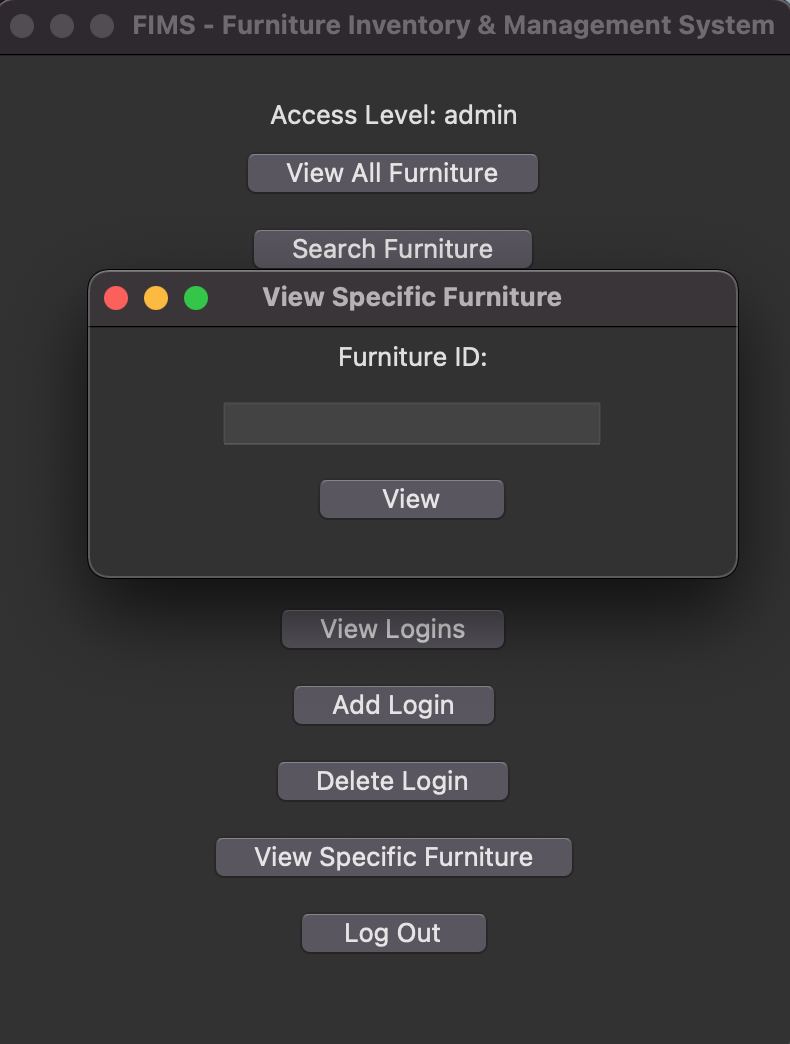 FIMS - Furniture Inventory & Management System
Access Level: admin
View All Furniture
Search Furniture
View Specific Furniture
Furniture ID:
View
View Logins
Add Login
Delete Login
View Specific Furniture
Log Out